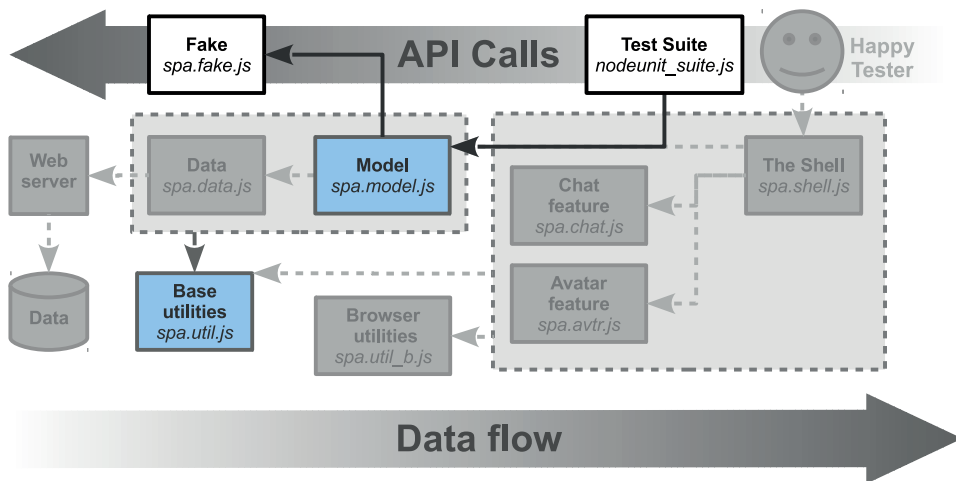 API Calls
Fake
spa.fake.js
Test Suite
nodeunit_suite.js
Happy
Tester
Web
server
Data
spa.data.js
Model
spa.model.js
The Shell
spa.shell.js
Chat
feature
spa.chat.js
Data
Base
utilities
spa.util.js
Browser
utilities
spa.util_b.js
Avatar
feature
spa.avtr.js
Data flow